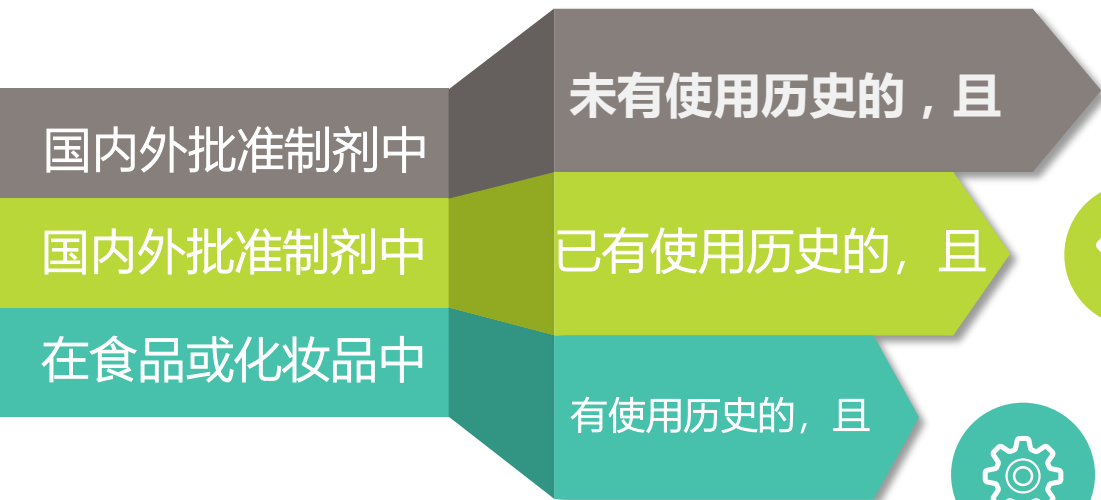 国内外批准制剂中
未有使用历史的，且
国内外批准制剂中
已有使用历史的，且
在食品或化妆品中
有使用历史的，且